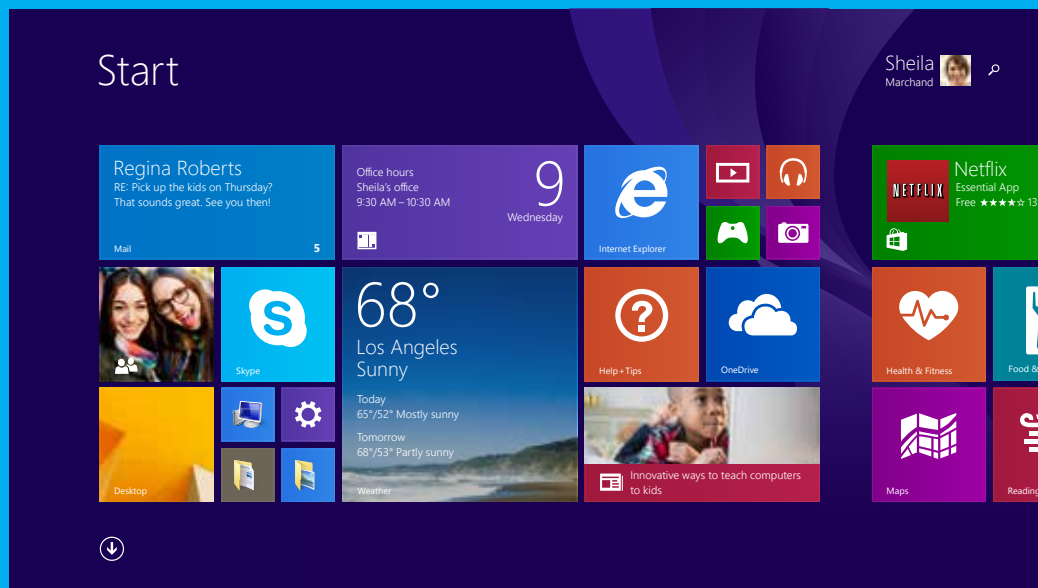 Start
Sheila
Marchand
Regina Roberts
RE: Pick up the kids on Thursday?
That sounds great. See you then!
Mail
5
Office hours
Sheila's office
9:30 AM – 10:30 AM
9
Wednesday
Internet Explorer
NETFLIX
Netflix
Essential App
Free ★★★★☆ 13
Skype
68°
Los Angeles
Sunny
Today
65°/52° Mostly sunny
Tomorrow
68°/53° Partly sunny
Weather
Help+Tips
OneDrive
Health & Fitness
Food &
Desktop
Innovative ways to teach computers
to kids
Maps
Reading